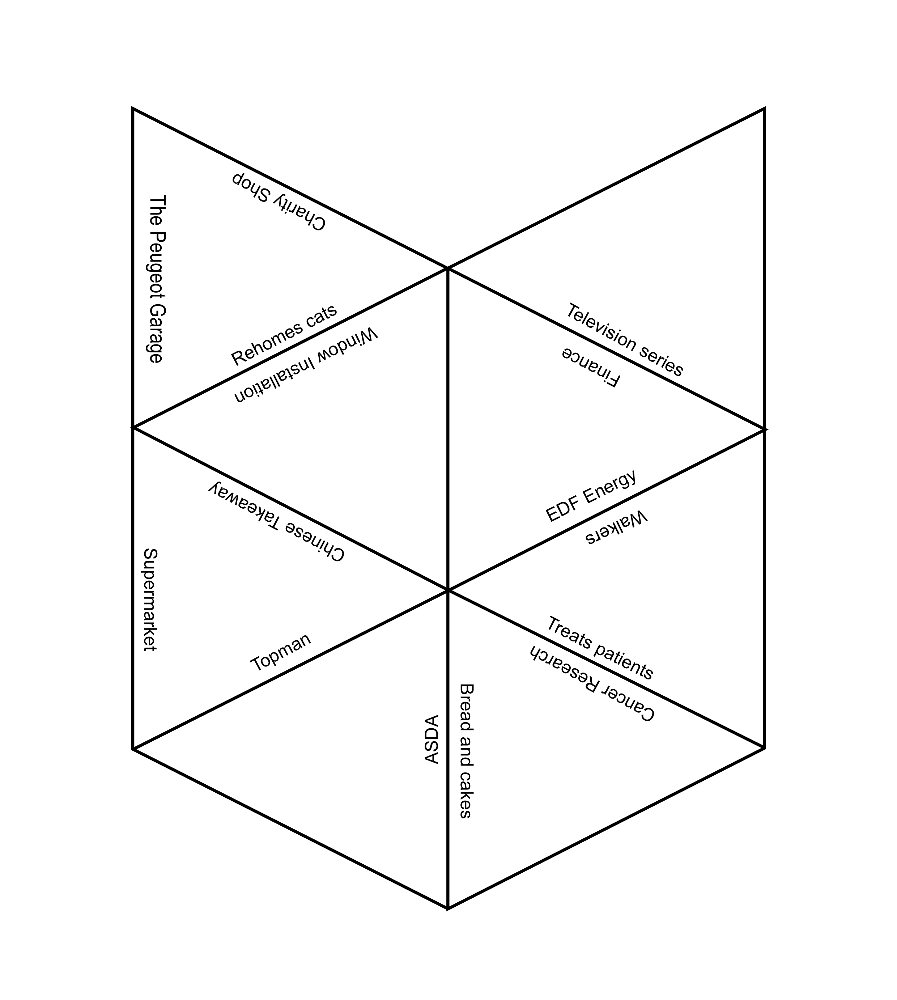 Charity Shop
The Peugeot Garage
Rehomes cats
Window Installation
Television series
Finance
EDF Energy
Walkers
Chinese Takeaway
Supermarket
Topman
Treats patients
Cancer Research
Bread and cakes
ASDA